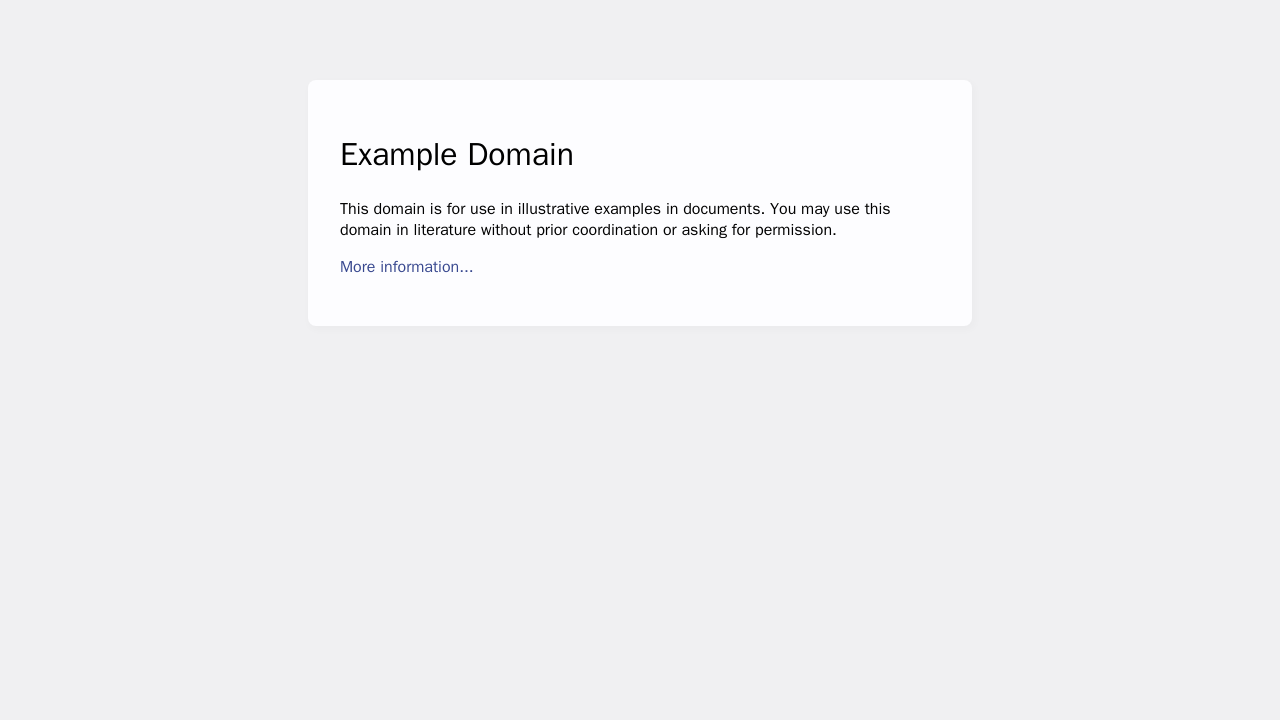 Example Domain
This domain is for use in illustrative examples in documents. You may use this
domain in literature without prior coordination or asking for permission.
More information...